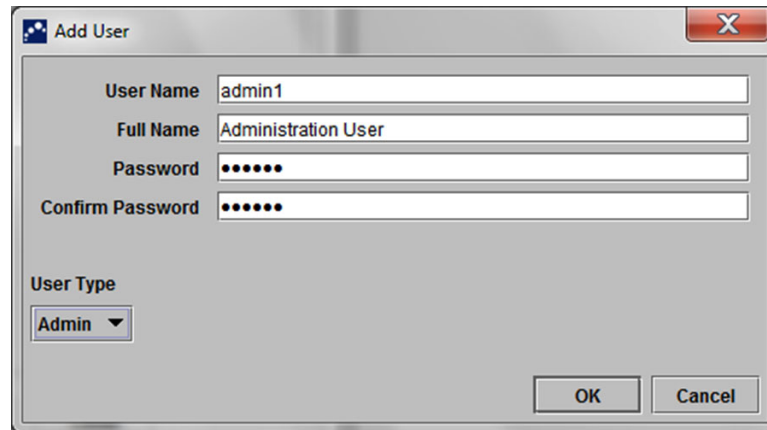 Add User
User Name admin1
Full Name Administration User
Password ••••••
Confirm Password ••••••
User Type
Admin
OK Cancel